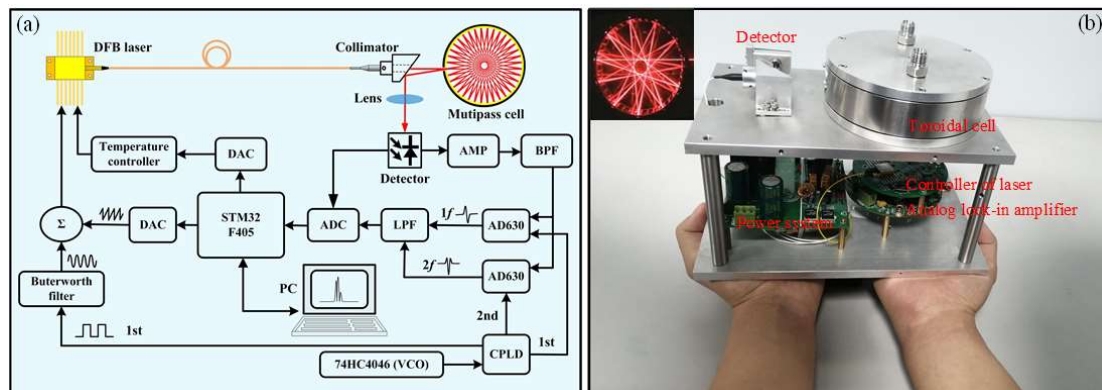 (a)
DFB laser
Collimator
Lens
Mutipass cell
Temperature
controller
DAC
Detector
AMP
BPF
Σ
DAC
STM32
F405
ADC
LPF
1f
AD630
2f
AD630
Buterworth
filter
PC
1st
2nd
1st
74HC4046 (VCO)
CPLD
(b)
Detector
Toroidal cell
Controller of laser
Analog lock-in amplifier
Power system